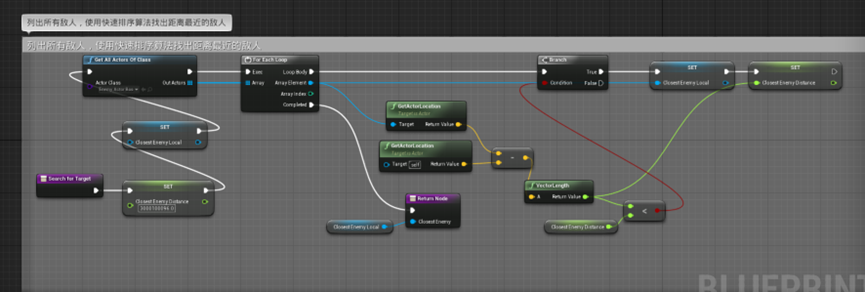 列出所有敌人，使用快速排序算法找出距离最近的敌人
列出所有敌人，使用快速排序算法找出距离最近的敌人
Get All Actors Of Class
Actor Class
Out Actors
For Each Loop
Exec
Loop Body
Array
Array Element
Array Index
Completed
Branch
True
Condition
False
SET
Closest Enemy Local
SET
Closest Enemy Distance
GetActorLocation
Target is Actor
Target
Return Value
SET
Closest Enemy Local
GetActorLocation
Target is Actor
Target
self
Return Value
-
Search for Target
SET
Closest Enemy Distance
Return Node
Closest Enemy
Closest Enemy Local
VectorLength
A
Return Value
Closest Enemy Distance
<
BLUEPRINT